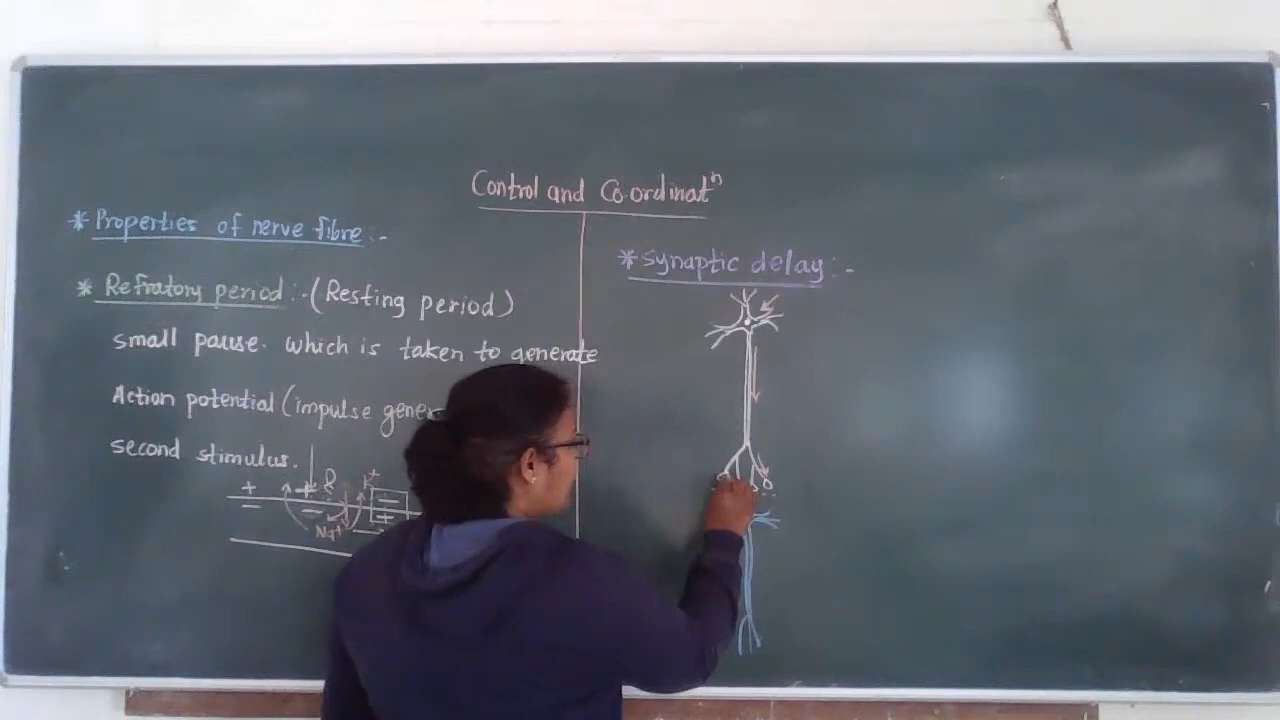 Control and Co.ordinatⁿ
* Properties of nerve fibre:-
* Refratory period:-(Resting period)
small pause. which is taken to generate
Action potential (impulse gener
second stimulus.
+ + R K⁺ −
− − Na⁺ +
* Synaptic delay:-